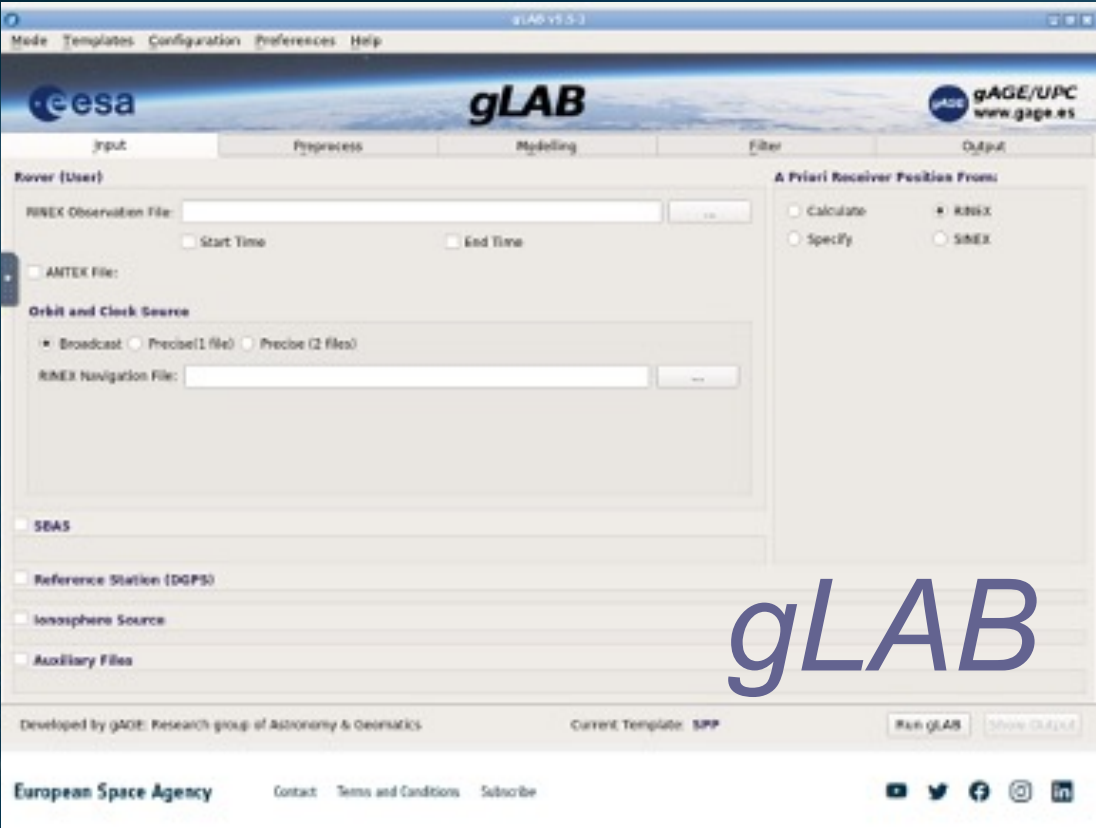 gLAB v5.5-3
Mode Templates Configuration Preferences Help
esa gLAB gAGE gAGE/UPC
www.gage.es
Input Preprocess Modelling Filter Output
Rover (User) A Priori Receiver Position From:
RINEX Observation File: ... Calculate RINEX
Start Time End Time Specify SINEX
ANTEX File:
Orbit and Clock Source
Broadcast Precise(1 file) Precise (2 files)
RINEX Navigation File: ...
SBAS
Reference Station (DGPS)
Ionosphere Source
Auxiliary Files
gLAB
Developed by gAGE: Research group of Astronomy & Geomatics Current Template: SPP Run gLAB Show Output
European Space Agency Contact Terms and Conditions Subscribe